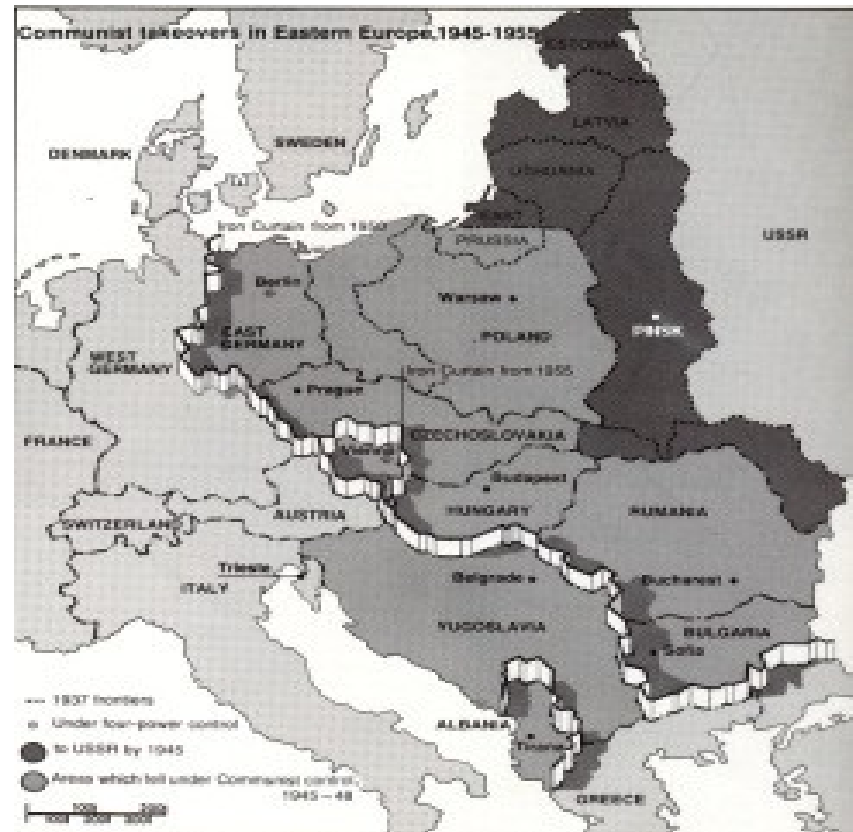 Communist takeovers in Eastern Europe, 1945-1955
ESTONIA
LATVIA
SWEDEN
DENMARK
LITHUANIA
EAST
PRUSSIA
USSR
Iron Curtain from
Berlin
Warsaw
PINSK
EAST
GERMANY
POLAND
WEST
GERMANY
Iron Curtain from 1955
Prague
FRANCE
CZECHOSLOVAKIA
Vienna
Budapest
HUNGARY
RUMANIA
AUSTRIA
SWITZERLAND
Trieste
ITALY
Belgrade
Bucharest
YUGOSLAVIA
BULGARIA
Sofia
1937 frontiers
Under four-power control
ALBANIA
to USSR by 1945
Tirana
Areas which fell under Communist control
1945-48
GREECE